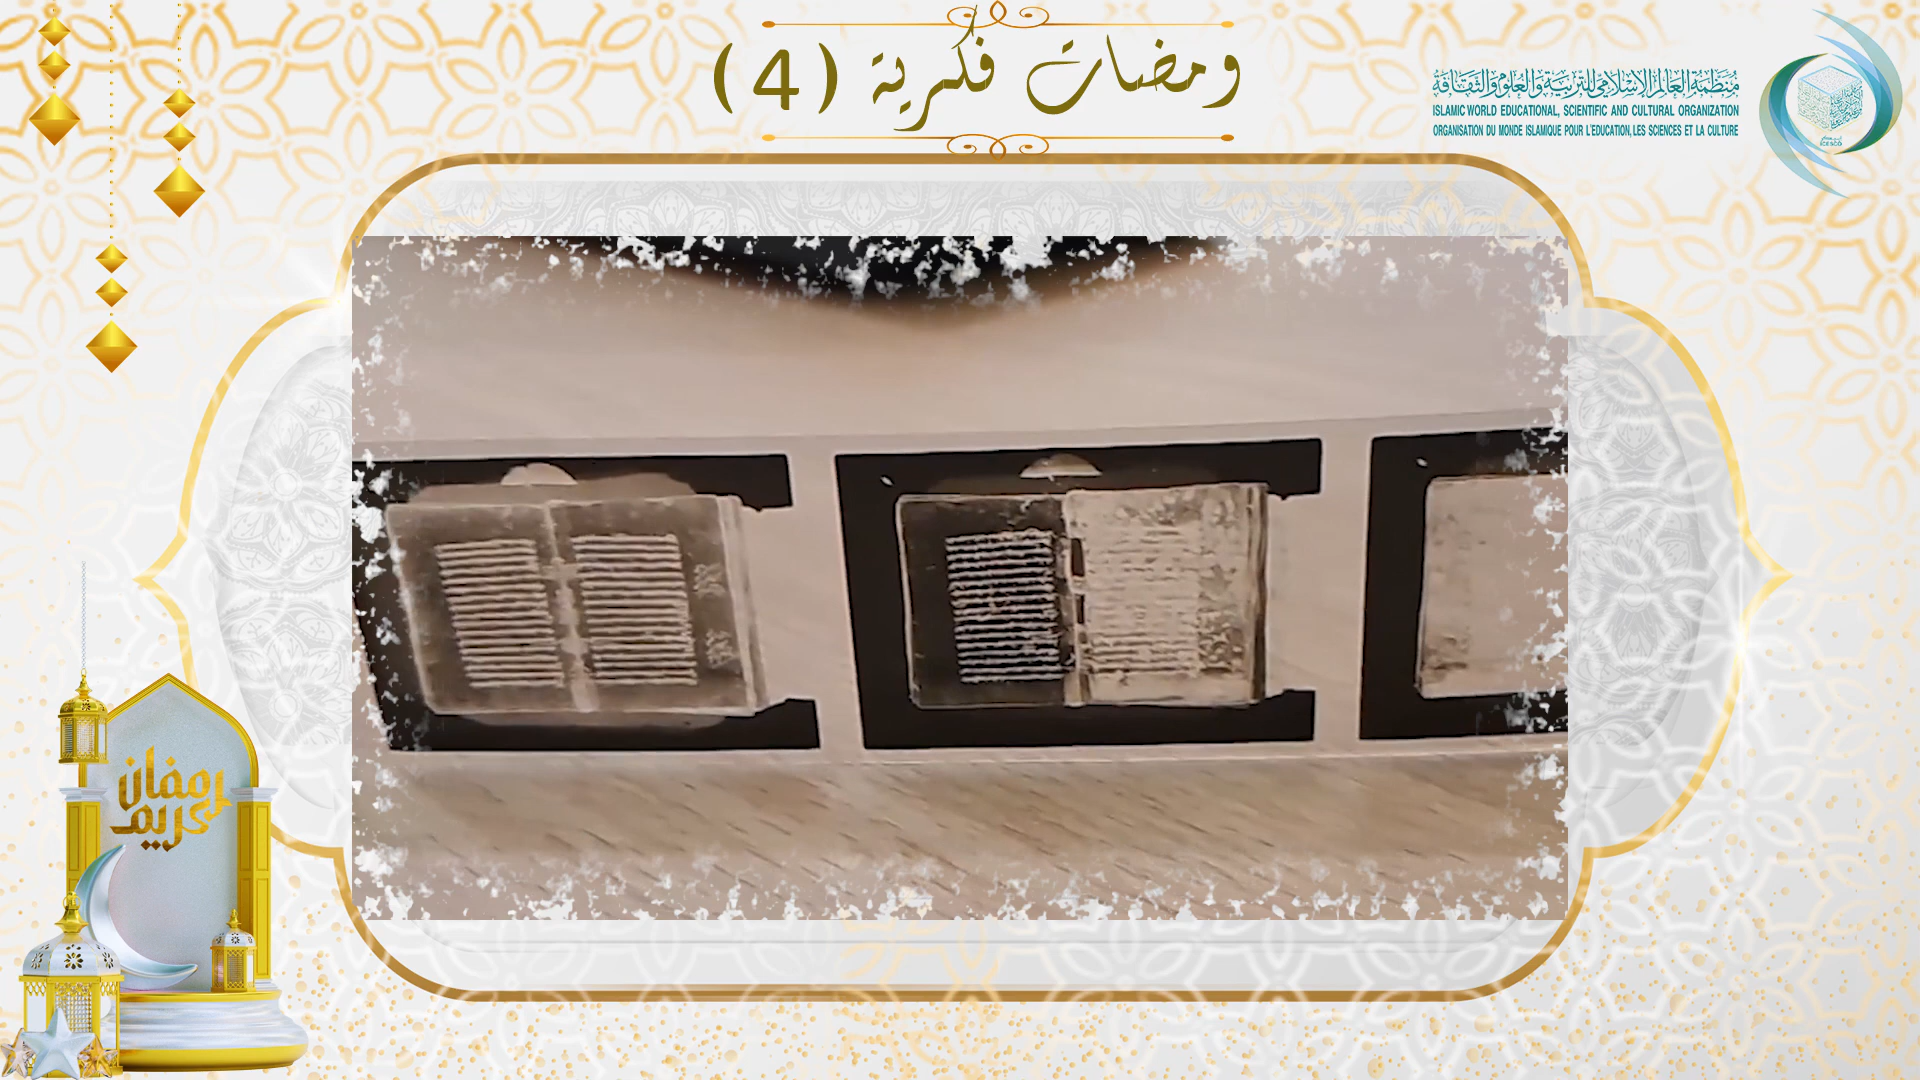 ومضات فكرية (4)
منظمة العالم الإسلامي للتربية والعلوم والثقافة
ISLAMIC WORLD EDUCATIONAL, SCIENTIFIC AND CULTURAL ORGANIZATION
ORGANISATION DU MONDE ISLAMIQUE POUR L'EDUCATION, LES SCIENCES ET LA CULTURE
ICESCO
رمضان
كريم